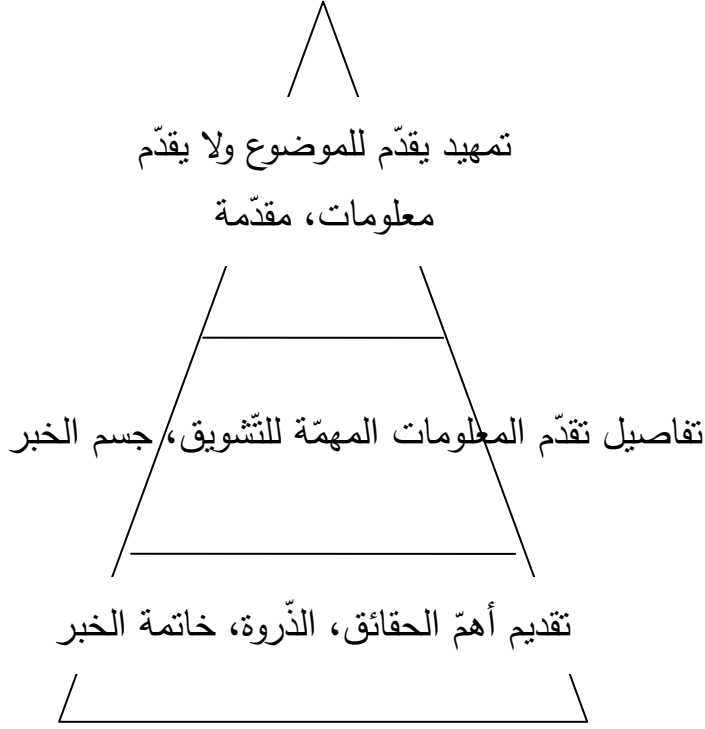 تمهيد يقدّم للموضوع ولا يقدّم
معلومات، مقدّمة
تفاصيل تقدّم المعلومات المهمّة للتّشويق، جسم الخبر
تقديم أهمّ الحقائق، الذّروة، خاتمة الخبر